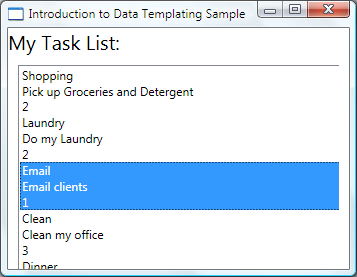 Introduction to Data Templating Sample
My Task List:
Shopping
Pick up Groceries and Detergent
2
Laundry
Do my Laundry
2
Email
Email clients
1
Clean
Clean my office
3
Dinner